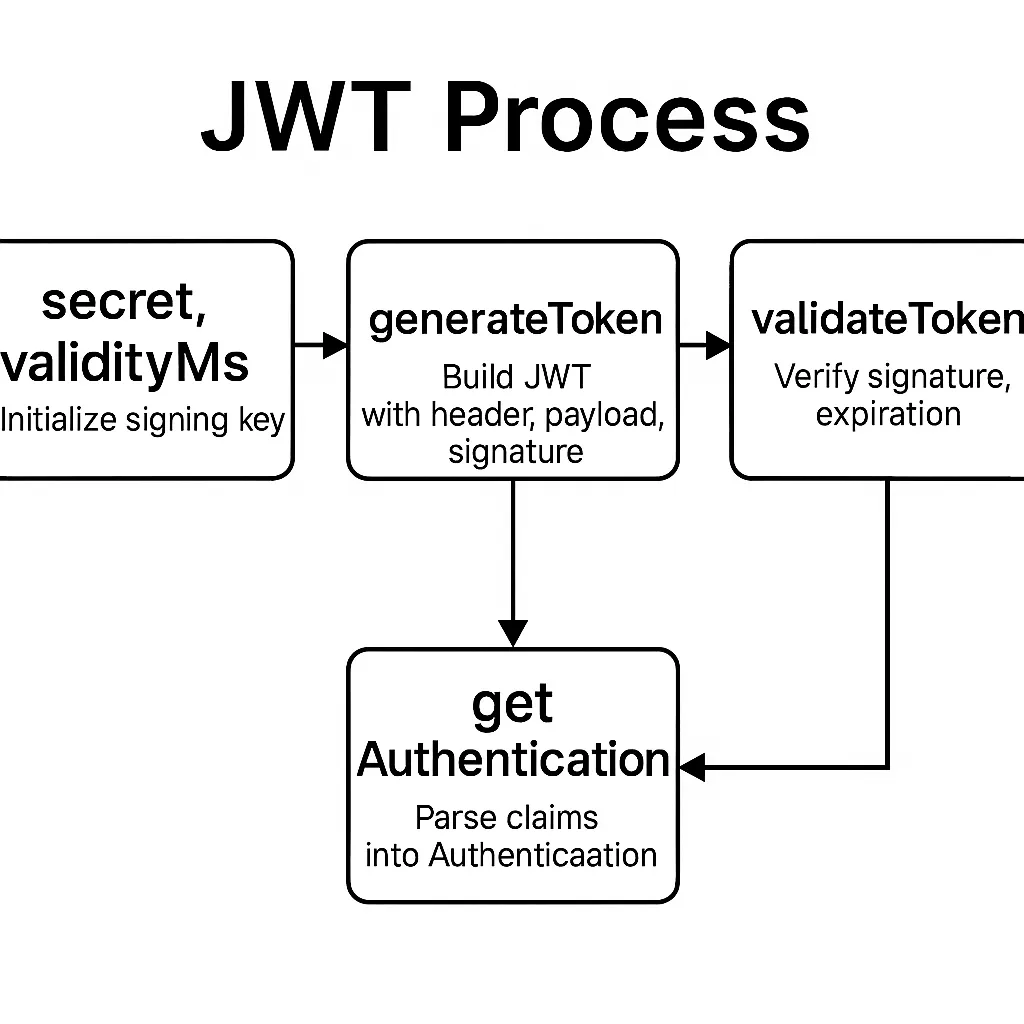 JWT Process
secret,
validityMs
Initialize signing key
generateToken
Build JWT
with header, payload,
signature
validateToken
Verify signature,
expiration
get
Authentication
Parse claims
into Authenticaation